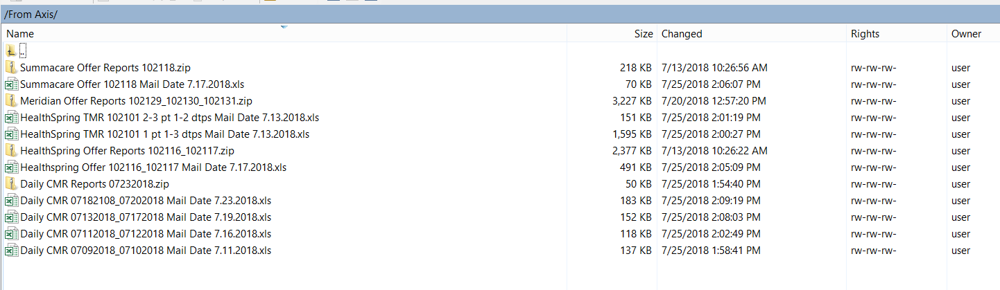 /From Axis/
Name Size Changed Rights Owner
..
Summacare Offer Reports 102118.zip 218 KB 7/13/2018 10:26:56 AM rw-rw-rw- user
Summacare Offer 102118 Mail Date 7.17.2018.xls 70 KB 7/25/2018 2:06:07 PM rw-rw-rw- user
Meridian Offer Reports 102129_102130_102131.zip 3,227 KB 7/20/2018 12:57:20 PM rw-rw-rw- user
HealthSpring TMR 102101 2-3 pt 1-2 dtps Mail Date 7.13.2018.xls 151 KB 7/25/2018 2:01:19 PM rw-rw-rw- user
HealthSpring TMR 102101 1 pt 1-3 dtps Mail Date 7.13.2018.xls 1,595 KB 7/25/2018 2:00:27 PM rw-rw-rw- user
HealthSpring Offer Reports 102116_102117.zip 2,377 KB 7/13/2018 10:26:22 AM rw-rw-rw- user
Healthspring Offer 102116_102117 Mail Date 7.17.2018.xls 491 KB 7/25/2018 2:05:09 PM rw-rw-rw- user
Daily CMR Reports 07232018.zip 50 KB 7/25/2018 1:54:40 PM rw-rw-rw- user
Daily CMR 07182108_07202018 Mail Date 7.23.2018.xls 183 KB 7/25/2018 2:09:19 PM rw-rw-rw- user
Daily CMR 07132018_07172018 Mail Date 7.19.2018.xls 152 KB 7/25/2018 2:08:03 PM rw-rw-rw- user
Daily CMR 07112018_07122018 Mail Date 7.16.2018.xls 118 KB 7/25/2018 2:02:49 PM rw-rw-rw- user
Daily CMR 07092018_07102018 Mail Date 7.11.2018.xls 137 KB 7/25/2018 1:58:41 PM rw-rw-rw- user